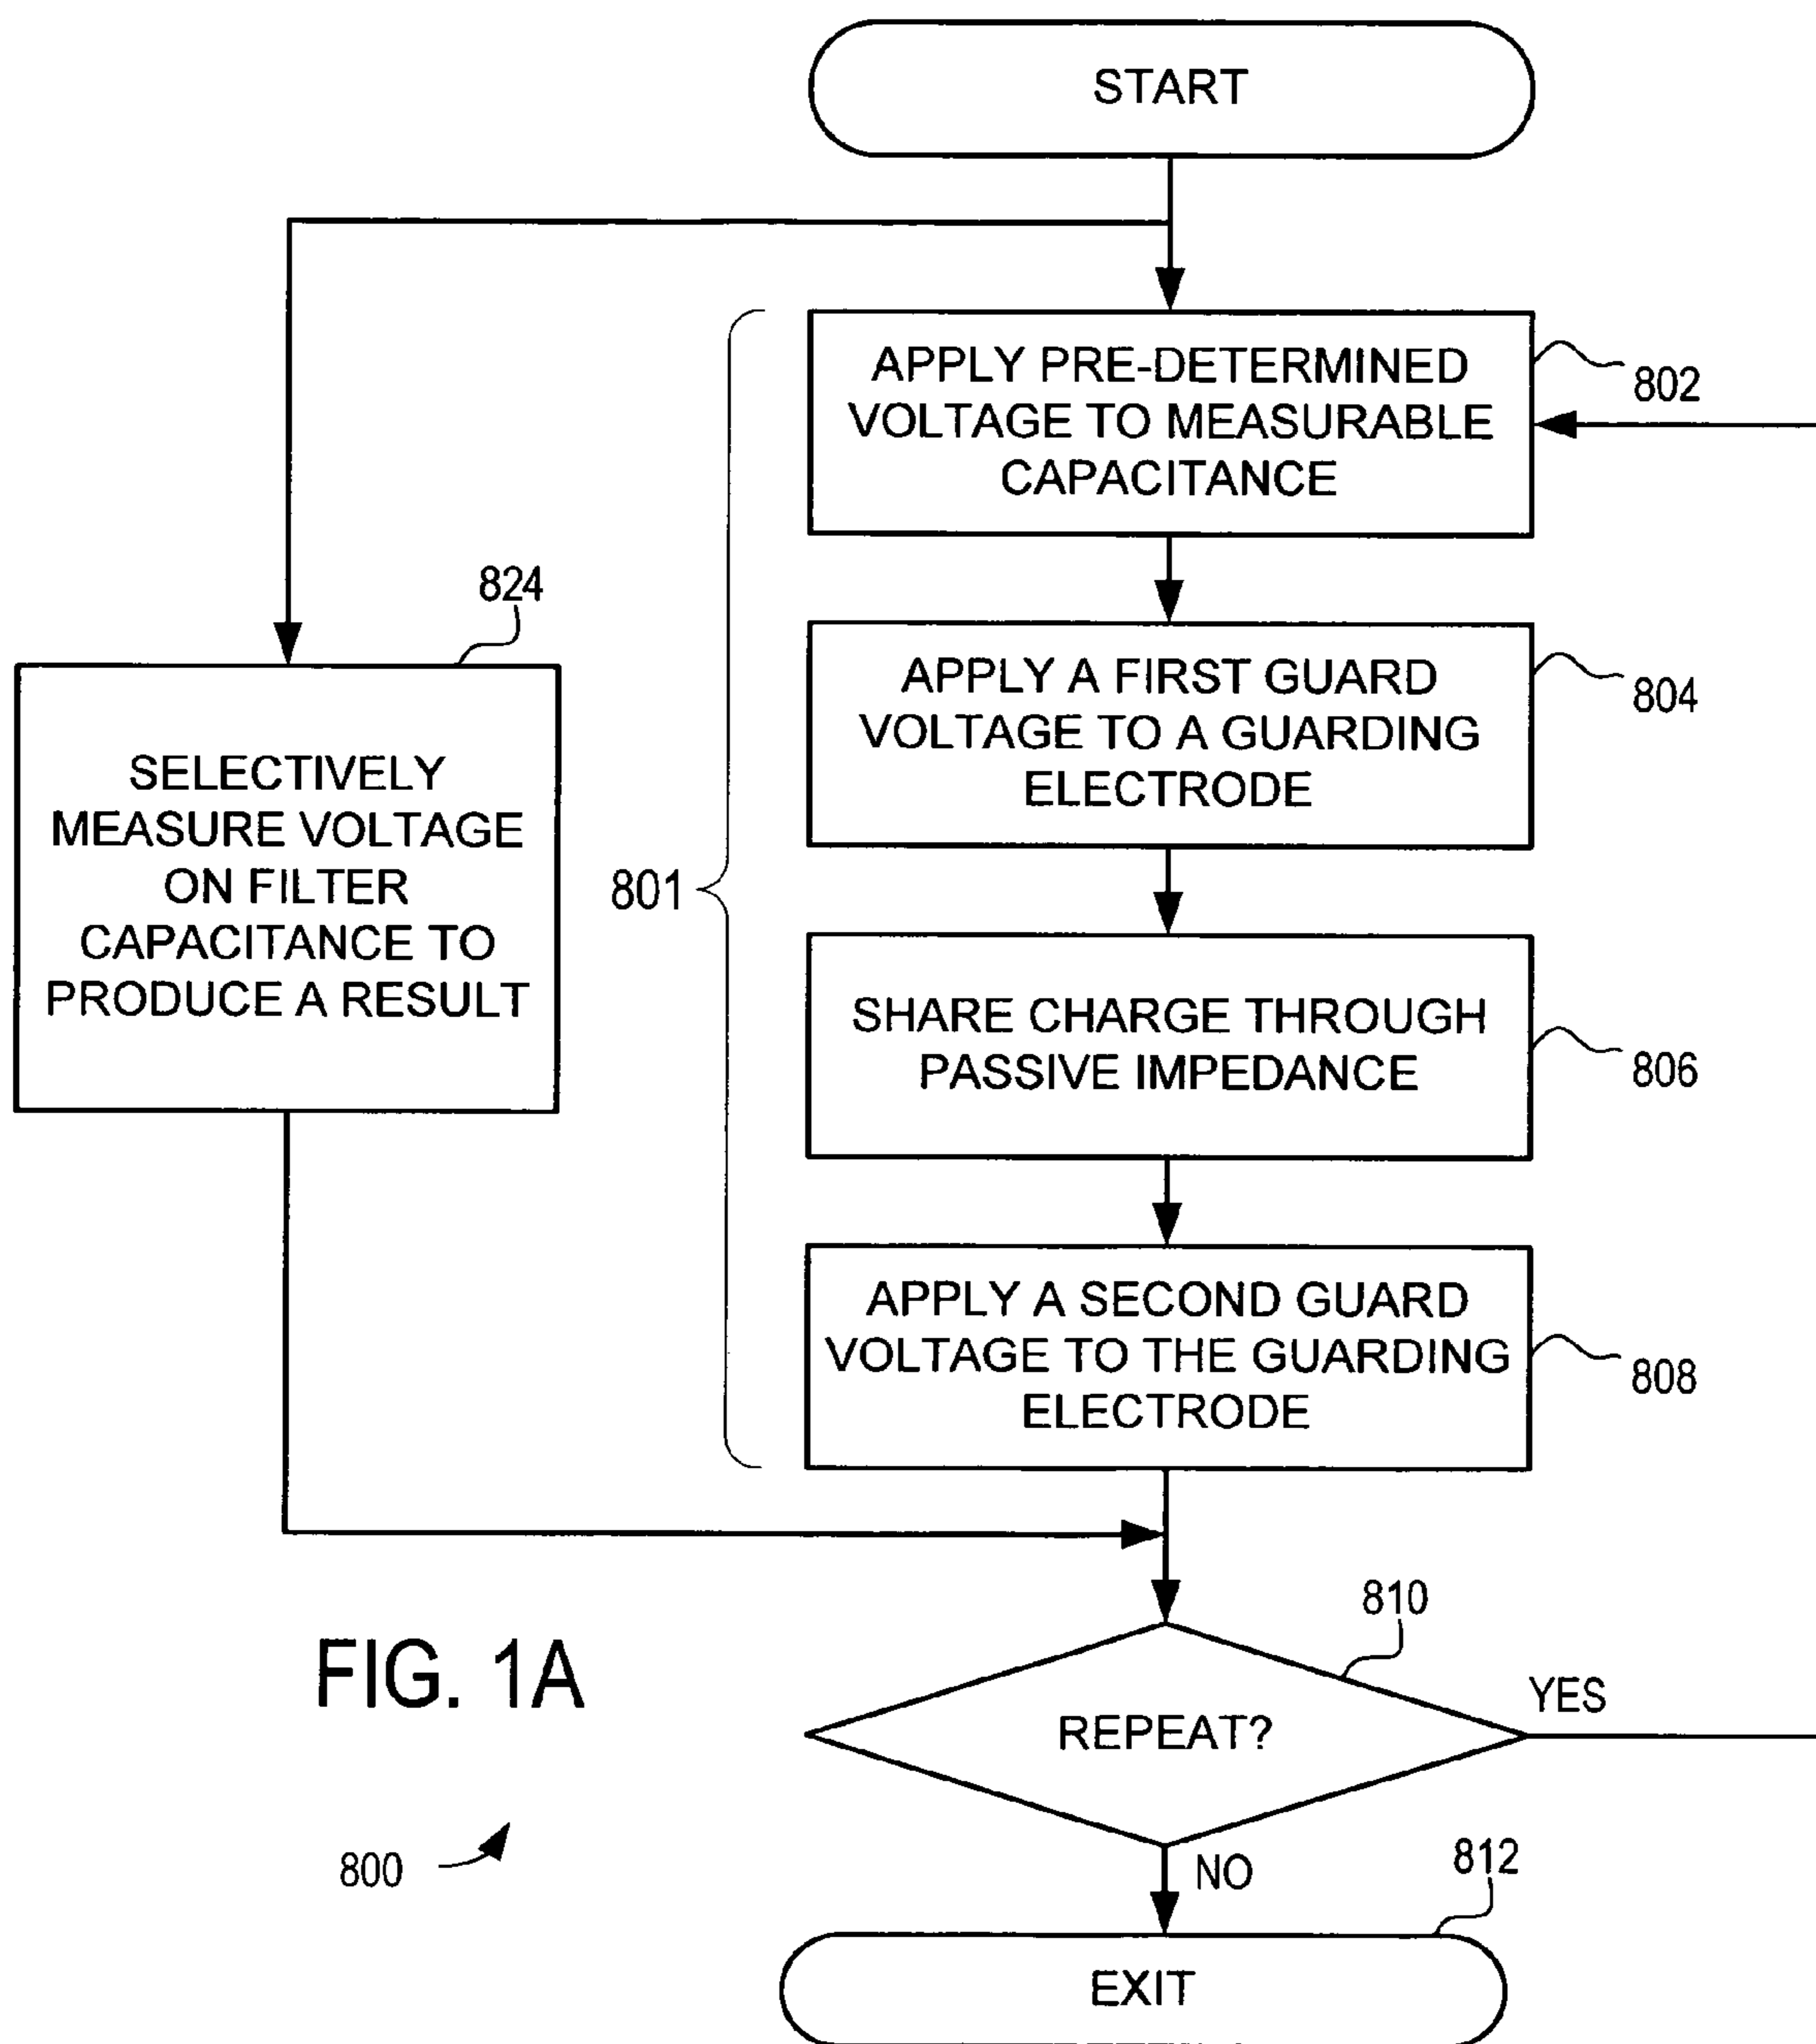 START
APPLY PRE-DETERMINED
VOLTAGE TO MEASURABLE
CAPACITANCE
802
824
SELECTIVELY
MEASURE VOLTAGE
ON FILTER
CAPACITANCE TO
PRODUCE A RESULT
801
APPLY A FIRST GUARD
VOLTAGE TO A GUARDING
ELECTRODE
804
SHARE CHARGE THROUGH
PASSIVE IMPEDANCE
806
APPLY A SECOND GUARD
VOLTAGE TO THE GUARDING
ELECTRODE
808
810
REPEAT?
YES
NO
812
EXIT
FIG. 1A
800